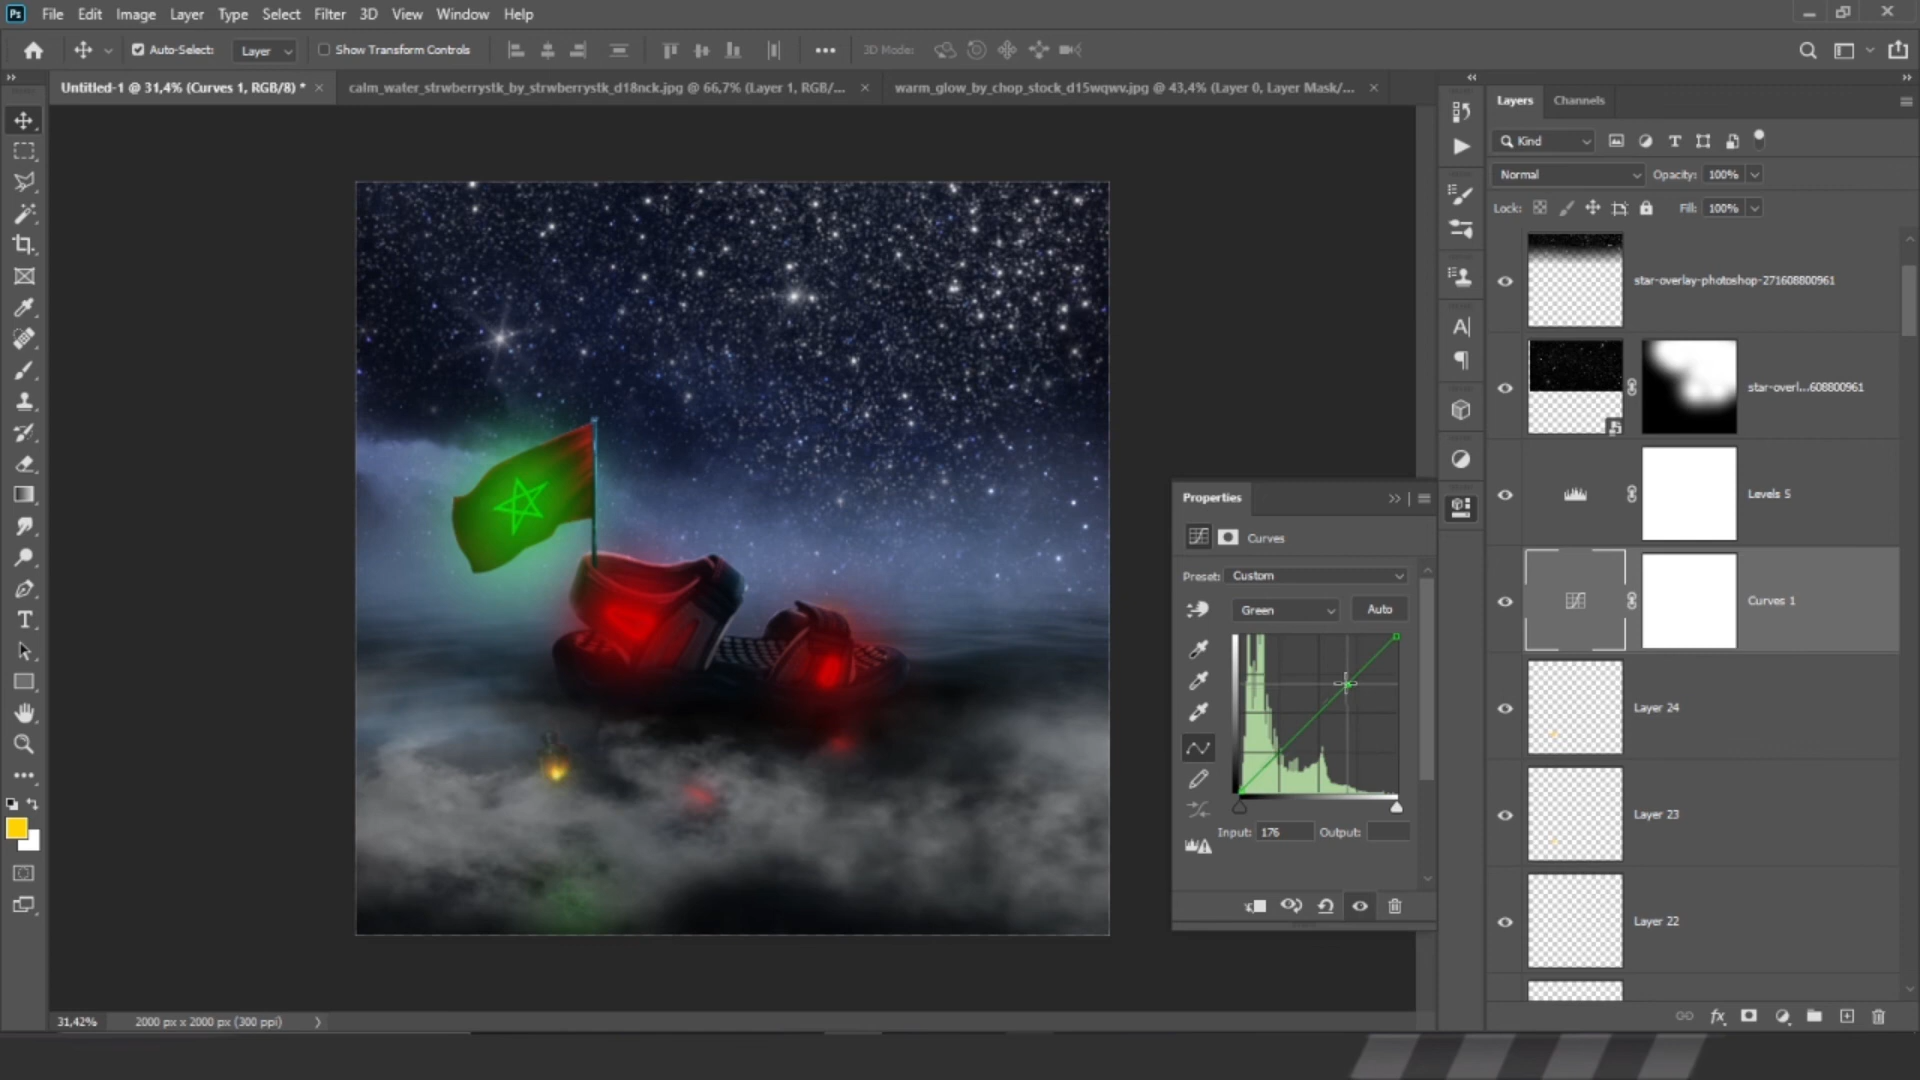 Ps File Edit Image Layer Type Select Filter 3D View Window Help
Auto-Select: Layer Show Transform Controls 3D Mode:
Untitled-1 @ 31,4% (Curves 1, RGB/8) * calm_water_strwberrystk_by_strwberrystk_d18nck.jpg @ 66,7% (Layer 1, RGB/... warm_glow_by_chop_stock_d15wqwv.jpg @ 43,4% (Layer 0, Layer Mask/...
Layers Channels
Kind
Normal Opacity: 100%
Lock: Fill: 100%
star-overlay-photoshop-271608800961
star-overl...608800961
Levels 5
Curves 1
Layer 24
Layer 23
Layer 22
Properties
Curves
Preset: Custom
Green Auto
Input: 176 Output:
31,42% 2000 px x 2000 px (300 ppi)